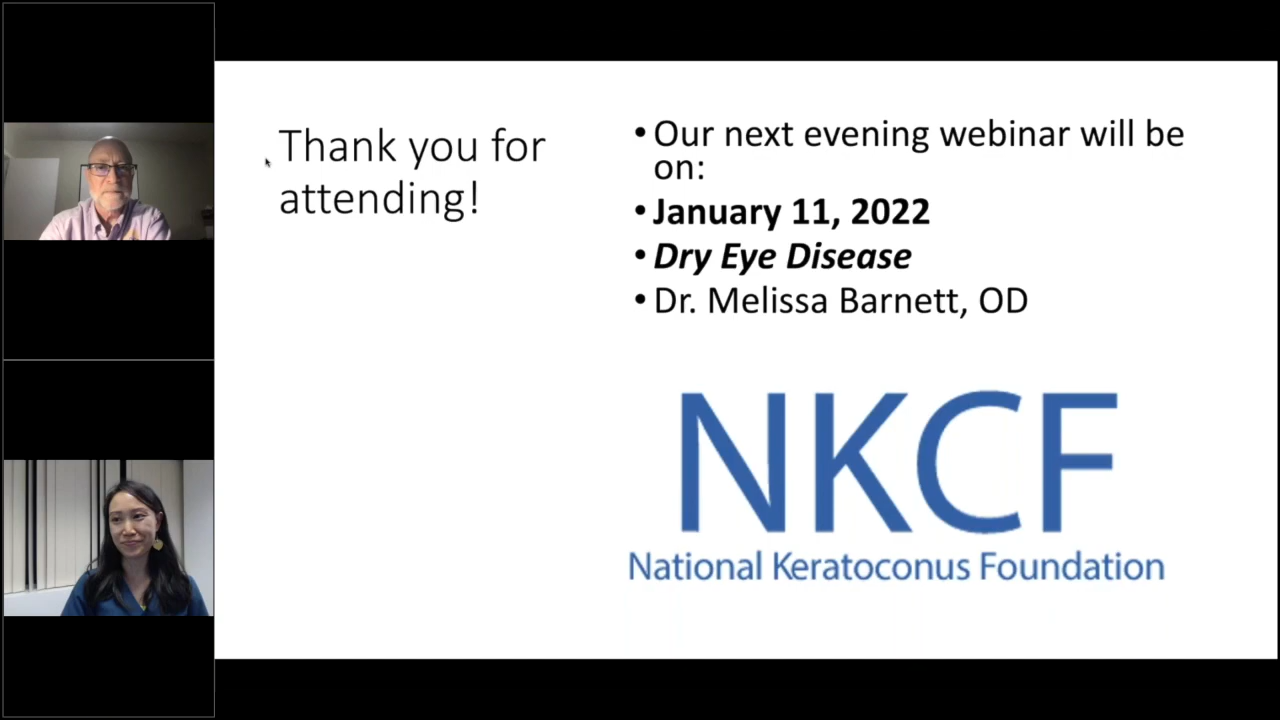 Thank you for
attending!
• Our next evening webinar will be
on:
• January 11, 2022
• Dry Eye Disease
• Dr. Melissa Barnett, OD
NKCF
National Keratoconus Foundation